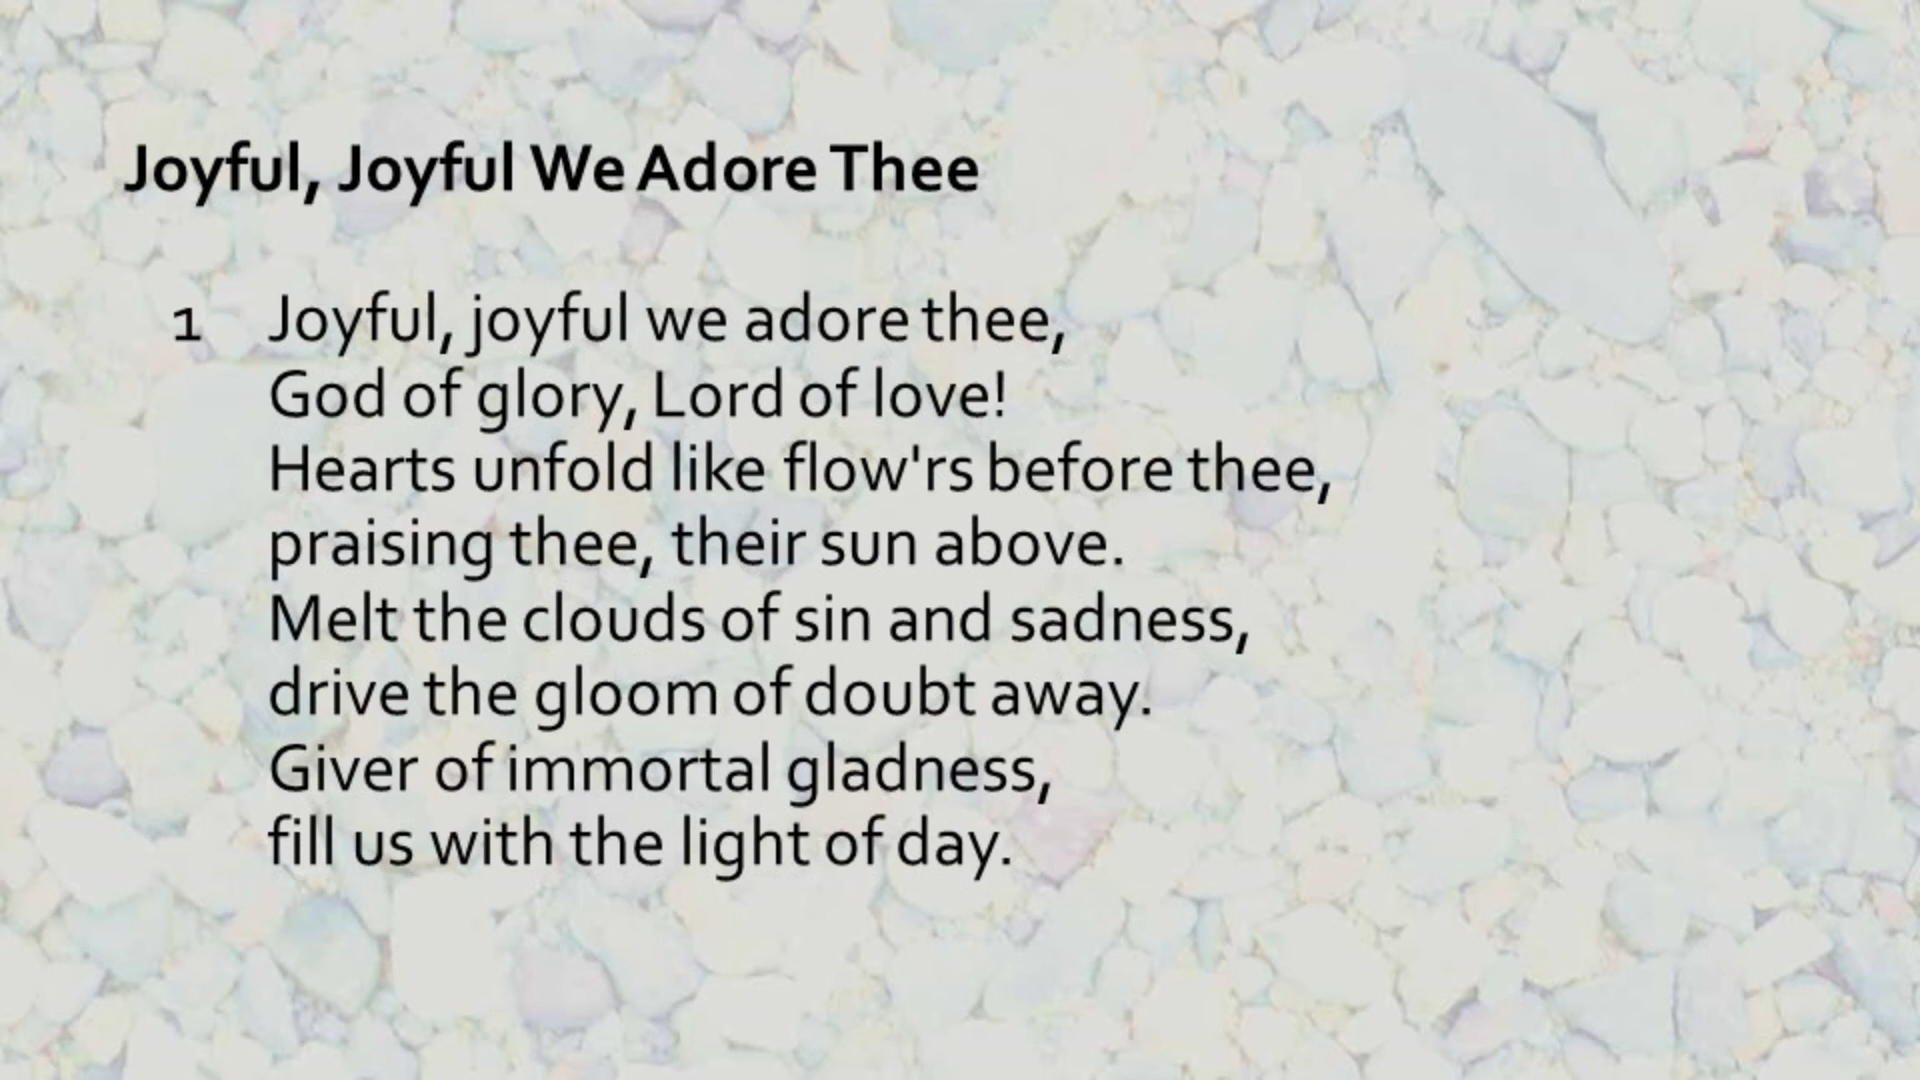 Joyful, Joyful We Adore Thee
1 Joyful, joyful we adore thee,
God of glory, Lord of love!
Hearts unfold like flow'rs before thee,
praising thee, their sun above.
Melt the clouds of sin and sadness,
drive the gloom of doubt away.
Giver of immortal gladness,
fill us with the light of day.